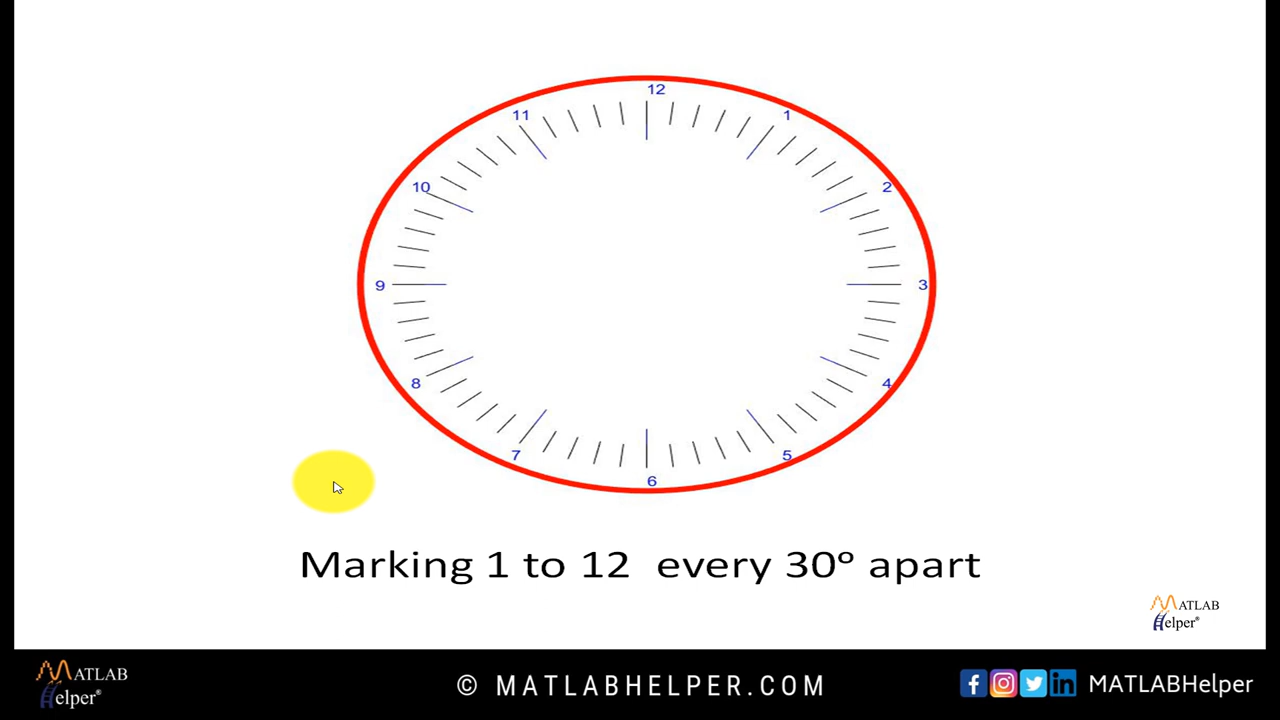 12
11
1
10
2
9
3
8
4
7
5
6
Marking 1 to 12 every 30º apart
MATLAB
Helper®
MATLAB
Helper®
© MATLABHELPER.COM
MATLABHelper